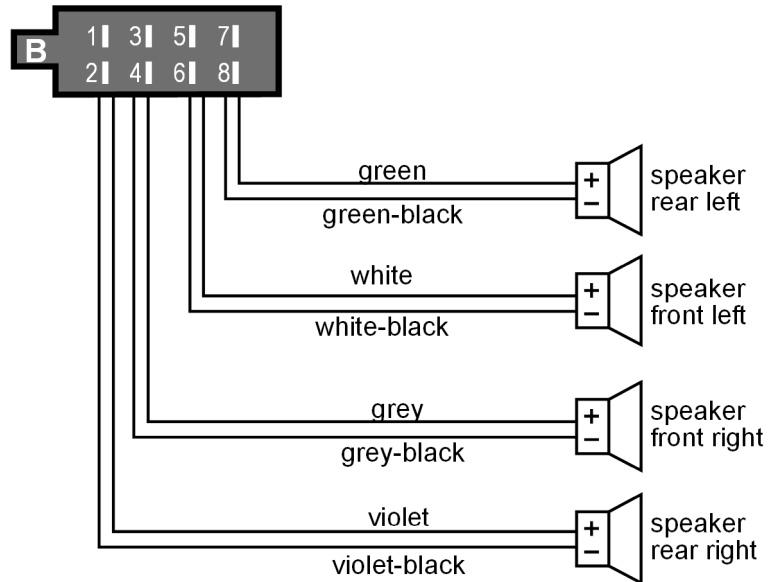 B
1 3 5 7
2 4 6 8
green
+
speaker
green-black
−
rear left
white
+
speaker
white-black
−
front left
grey
+
speaker
grey-black
−
front right
violet
+
speaker
violet-black
−
rear right